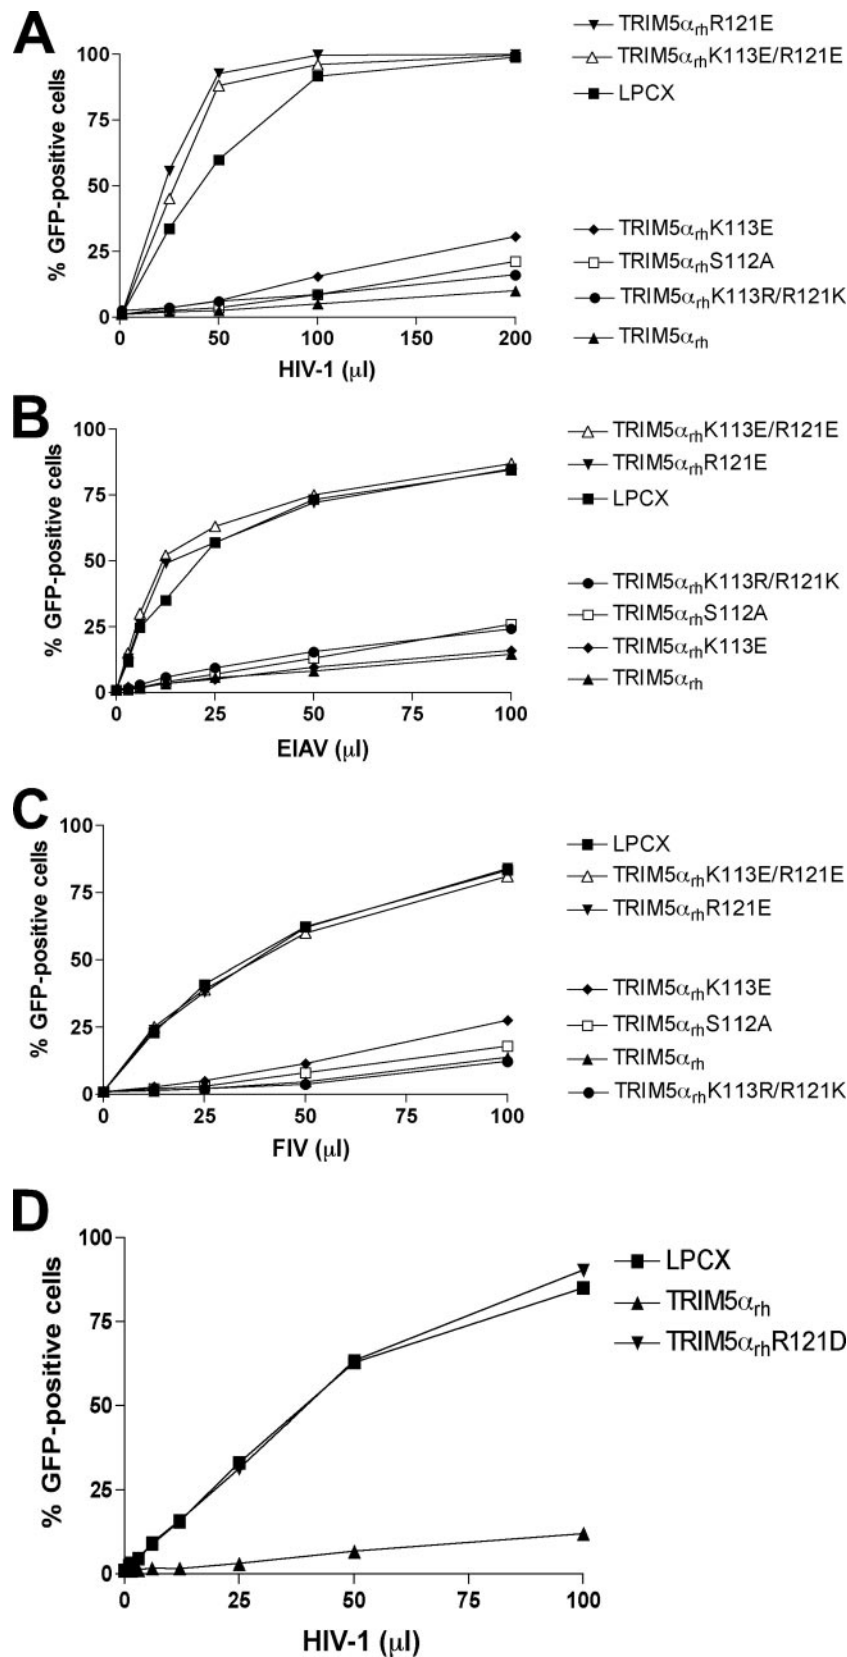 A
% GFP-positive cells
100
75
50
25
0
0 50 100 150 200
HIV-1 (μl)
TRIM5αrhR121E
TRIM5αrhK113E/R121E
LPCX
TRIM5αrhK113E
TRIM5αrhS112A
TRIM5αrhK113R/R121K
TRIM5αrh
B
% GFP-positive cells
100
75
50
25
0
0 25 50 75 100
EIAV (μl)
TRIM5αrhK113E/R121E
TRIM5αrhR121E
LPCX
TRIM5αrhK113R/R121K
TRIM5αrhS112A
TRIM5αrhK113E
TRIM5αrh
C
% GFP-positive cells
100
75
50
25
0
0 25 50 75 100
FIV (μl)
LPCX
TRIM5αrhK113E/R121E
TRIM5αrhR121E
TRIM5αrhK113E
TRIM5αrhS112A
TRIM5αrh
TRIM5αrhK113R/R121K
D
% GFP-positive cells
100
75
50
25
0
0 25 50 75 100
HIV-1 (μl)
LPCX
TRIM5αrh
TRIM5αrhR121D